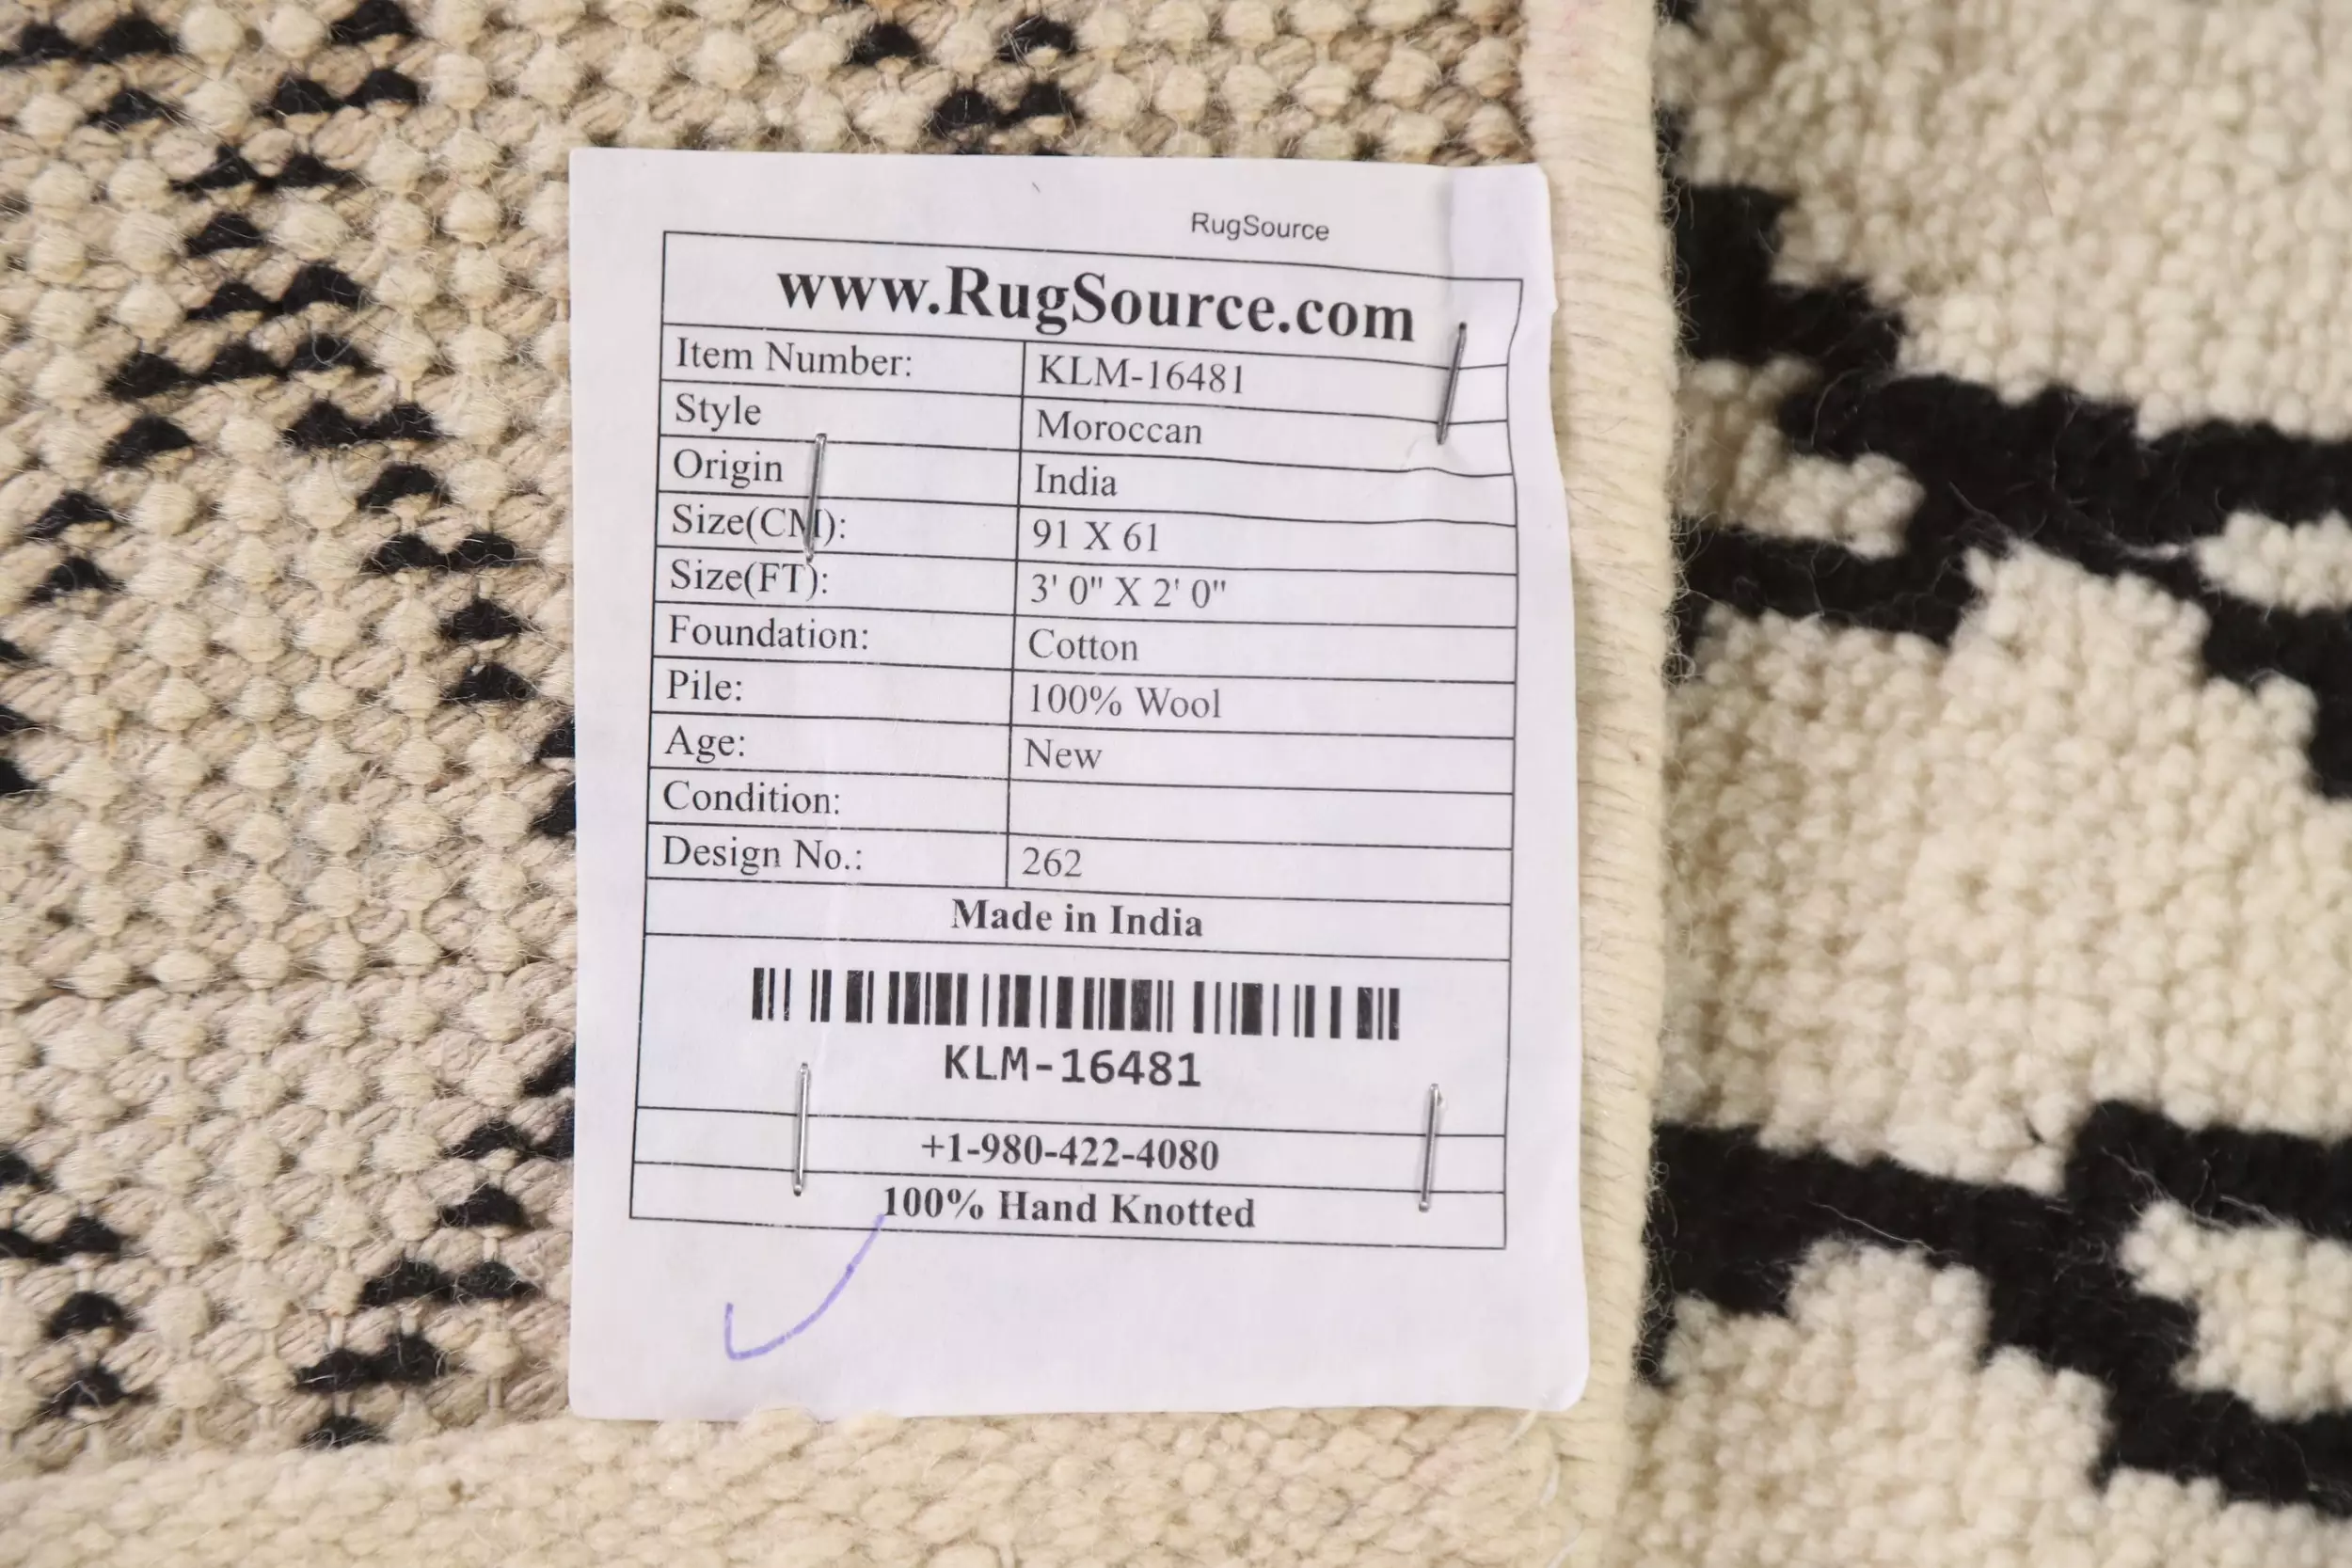 RugSource
www.RugSource.com
Item Number: KLM-16481
Style Moroccan
Origin India
Size(CM): 91 X 61
Size(FT): 3' 0" X 2' 0"
Foundation: Cotton
Pile: 100% Wool
Age: New
Condition:
Design No.: 262
Made in India
KLM-16481
+1-980-422-4080
100% Hand Knotted